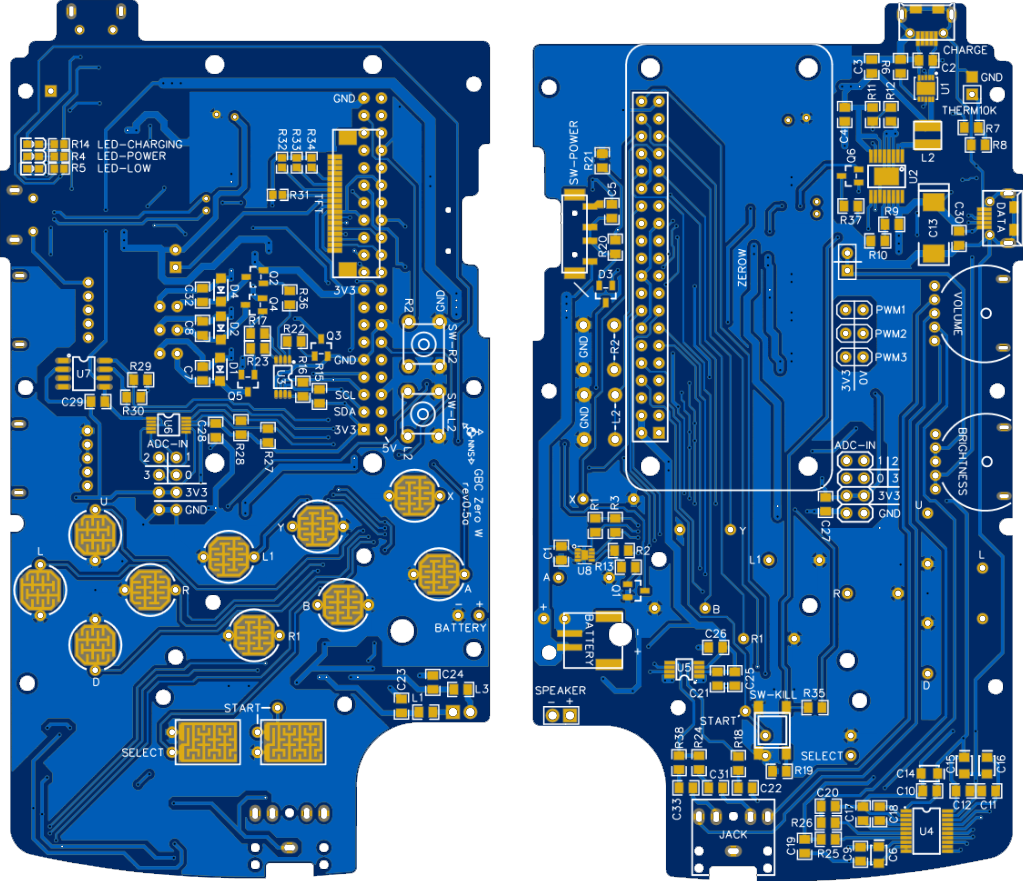 GND
R14 LED-CHARGING
R4 LED-POWER
R5 LED-LOW
R32
R33
R34
R31
TFT
3V3
R2
GND
SW-R2
C32
D4
Q2
Q4
R36
C8
D2
R17
R22
Q3
R23
GND
C7
D1
U3
R16
R15
Q5
SCL
SDA
3V3
5V
L2
SW-L2
U7
R29
C29
R30
U6
C28
R28
R27
ADC-IN
2 1
3 0
3V3
GND
GBC Zero W
rev0.5a
U
X
Y
L
L1
R
A
B
R1
D
- +
BATTERY
C23
C24
L1
L3
START
SELECT
CHARGE
C3
R6
C2
U1
GND
THERM10K
R11
R12
C4
L2
R7
R8
SW-POWER
R21
C5
R20
D3
Q6
U2
R37
R9
R10
C13
C30
DATA
ZEROW
PWM1
PWM2
PWM3
3V3
0V
VOLUME
GND
-R2-
GND
-L2-
BRIGHTNESS
ADC-IN
1 2
0 3
3V3
GND
C27
X
R1
R3
Y
U
C1
U8
R2
R13
A
Q1
L1
L
R
B
+ -
BATTERY
+
-
R1
C26
U5
C21
C25
D
SPEAKER
- +
SW-KILL
R35
START
SELECT
R38
R24
R18
R19
C33
C31
C22
JACK
C15
C16
C14
C10
C12
C11
C20
R26
R25
C17
C18
C19
C9
C6
U4